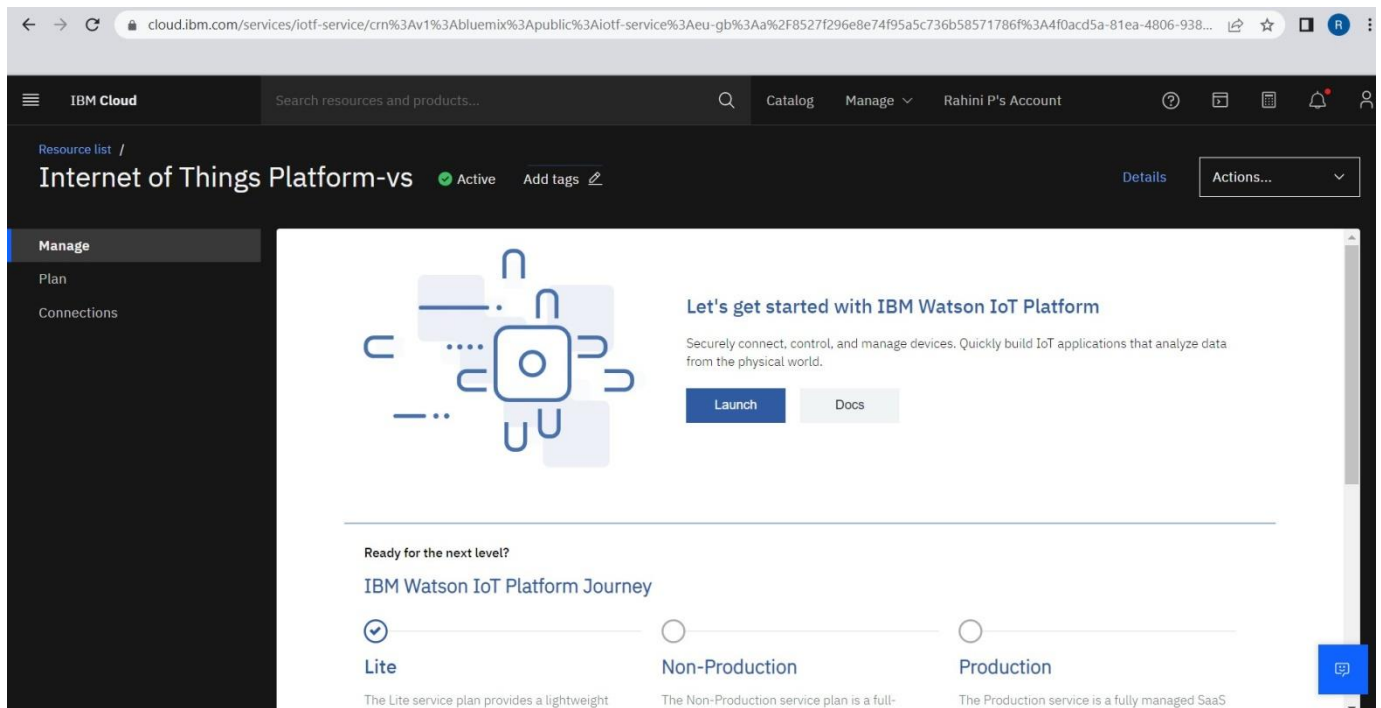 cloud.ibm.com/services/iotf-service/crn%3Av1%3Abluemix%3Apublic%3Aiotf-service%3Aeu-gb%3Aa%2F8527f296e8e74f95a5c736b58571786f%3A4f0acd5a-81ea-4806-938...
R
IBM Cloud
Search resources and products...
Catalog
Manage
Rahini P's Account
Resource list /
Internet of Things Platform-vs
Active
Add tags
Details
Actions...
Manage
Plan
Connections
Let's get started with IBM Watson IoT Platform
Securely connect, control, and manage devices. Quickly build IoT applications that analyze data
from the physical world.
Launch
Docs
Ready for the next level?
IBM Watson IoT Platform Journey
Lite
Non-Production
Production
The Lite service plan provides a lightweight
The Non-Production service plan is a full-
The Production service is a fully managed SaaS